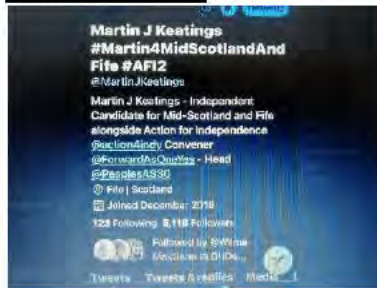 Martin J Keatings
#Martin4MidScotlandAnd
Fife #AFI2
@MartinJKeatings
Martin J Keatings - Independent
Candidate for Mid-Scotland and Fife
alongside Action for Independence
@action4indy Convener
@ForwardAsOneYes - Head
@PeoplesAS30
Fife | Scotland
Joined December 2019
123 Following 8,118 Followers
Followed by
Tweets Tweets & replies Media L